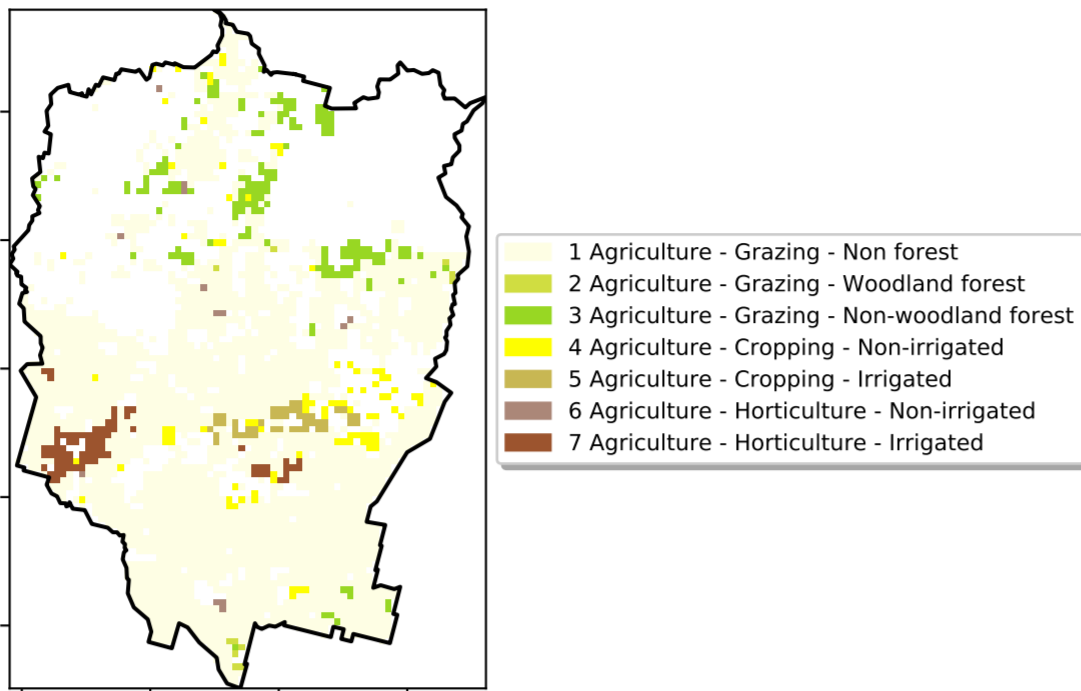 1 Agriculture - Grazing - Non forest
2 Agriculture - Grazing - Woodland forest
3 Agriculture - Grazing - Non-woodland forest
4 Agriculture - Cropping - Non-irrigated
5 Agriculture - Cropping - Irrigated
6 Agriculture - Horticulture - Non-irrigated
7 Agriculture - Horticulture - Irrigated